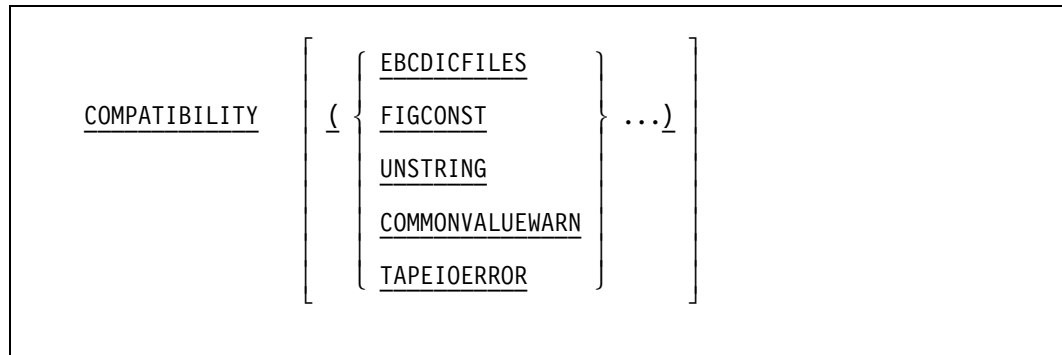 EBCDICFILES
COMPATIBILITY ( FIGCONST ...)
UNSTRING
COMMONVALUEWARN
TAPEIOERROR